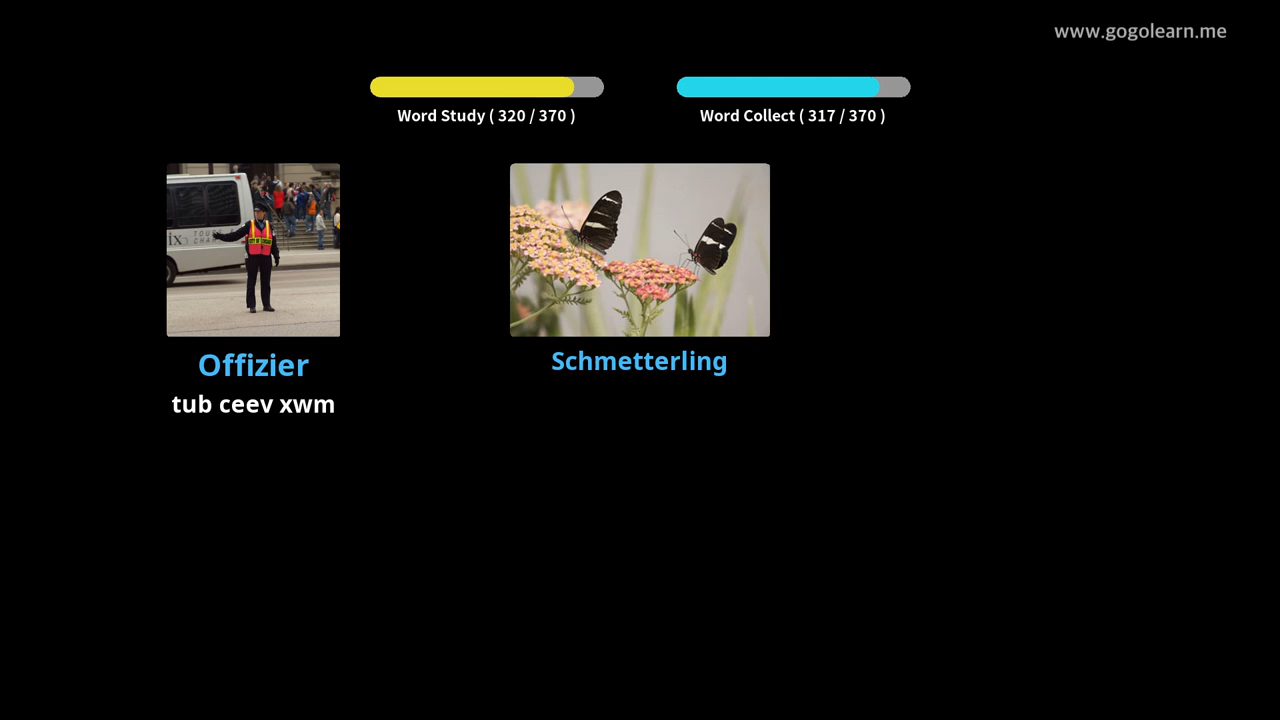 www.gogolearn.me
Word Study ( 320 / 370 )
Word Collect ( 317 / 370 )
Offizier
tub ceev xwm
Schmetterling